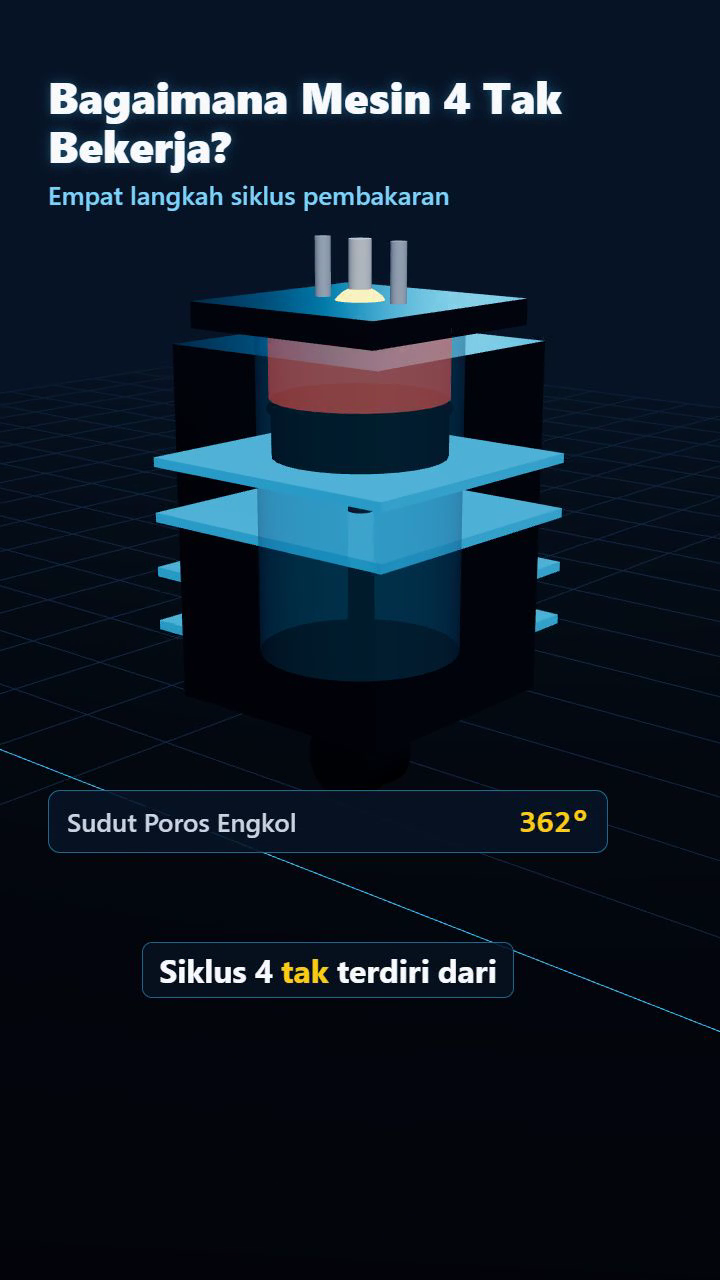 Bagaimana Mesin 4 Tak
Bekerja?
Empat langkah siklus pembakaran
Sudut Poros Engkol 362°
Siklus 4 tak terdiri dari